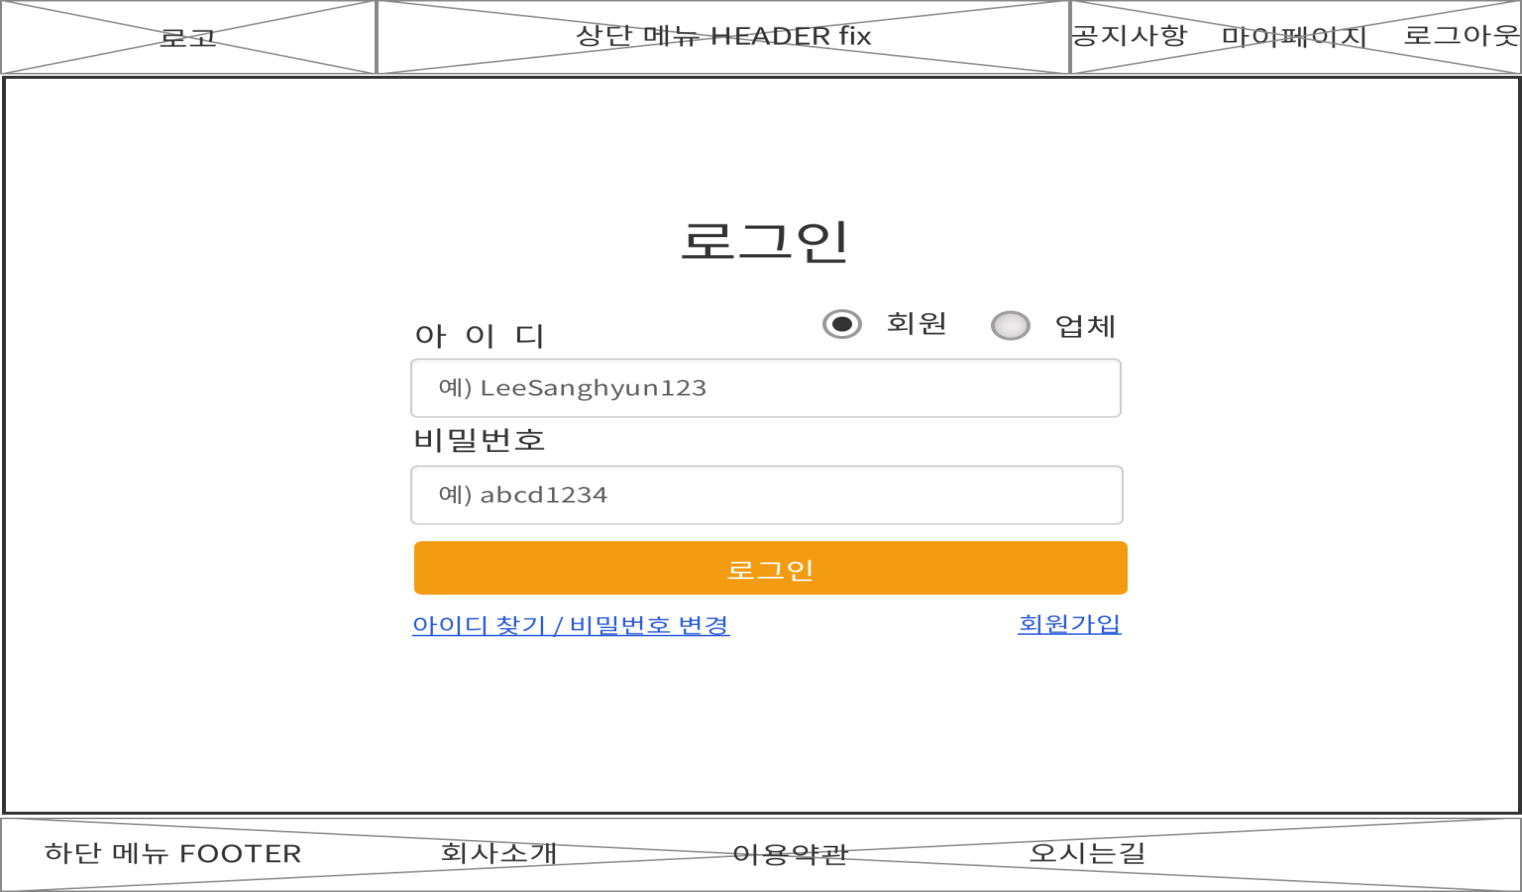 로고 상단 메뉴 HEADER fix 공지사항 마이페이지 로그아웃
로그인
아 이 디 회원 업체
예) LeeSanghyun123
비밀번호
예) abcd1234
로그인
아이디 찾기 / 비밀번호 변경 회원가입
하단 메뉴 FOOTER 회사소개 이용약관 오시는길